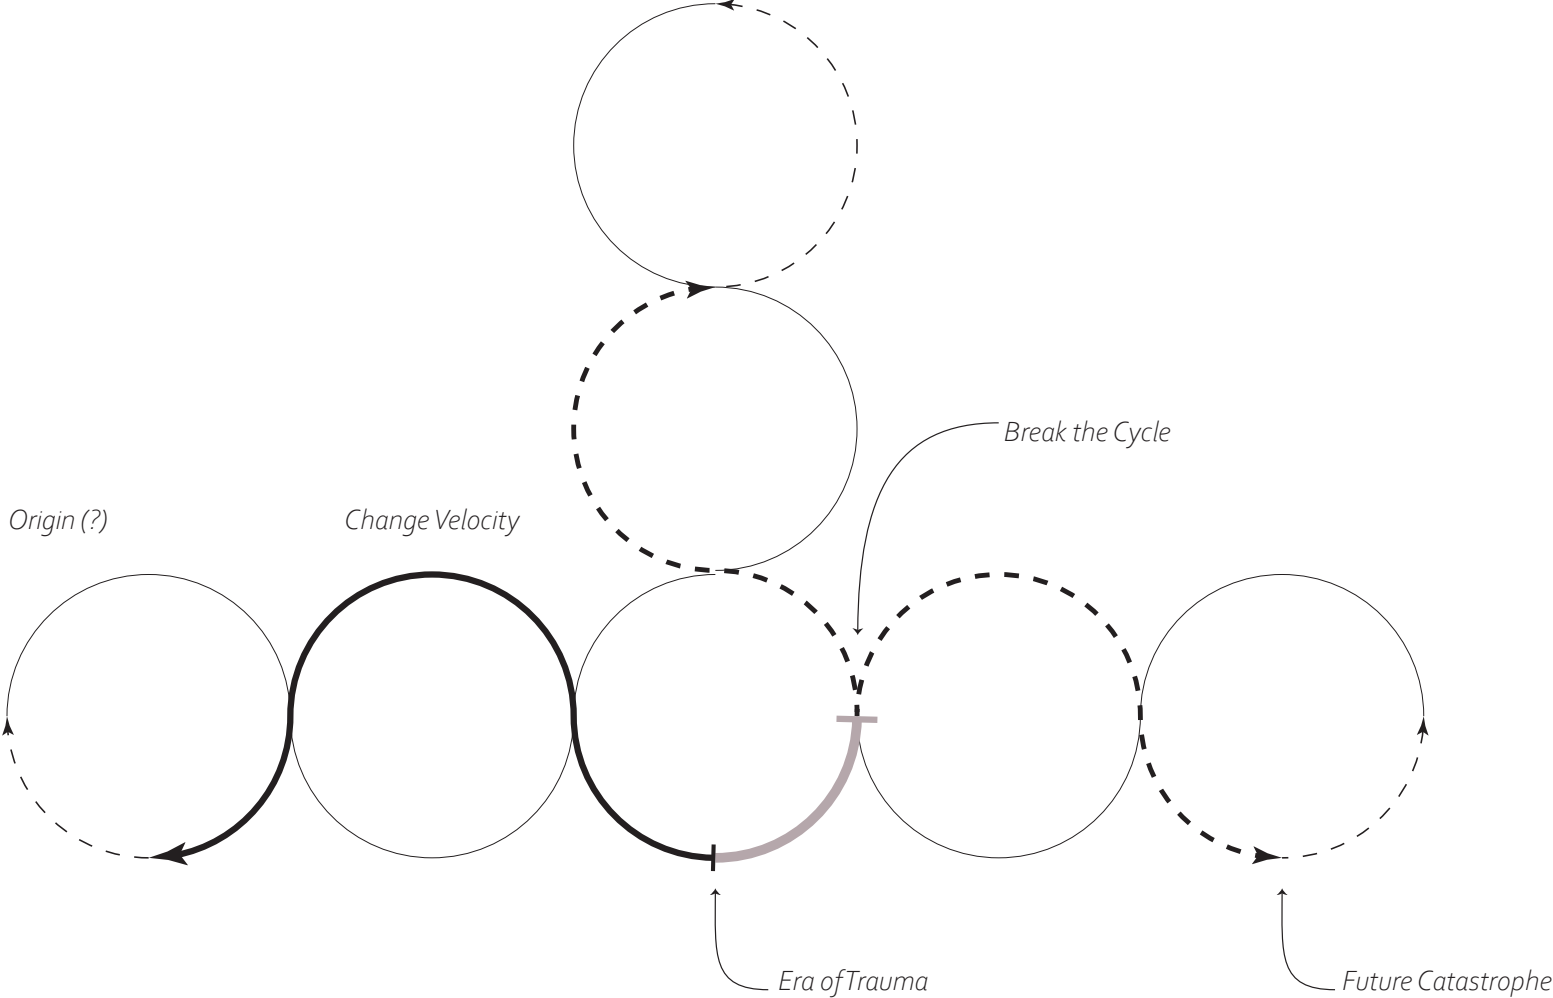 Break the Cycle
Origin (?)
Change Velocity
Era of Trauma
Future Catastrophe